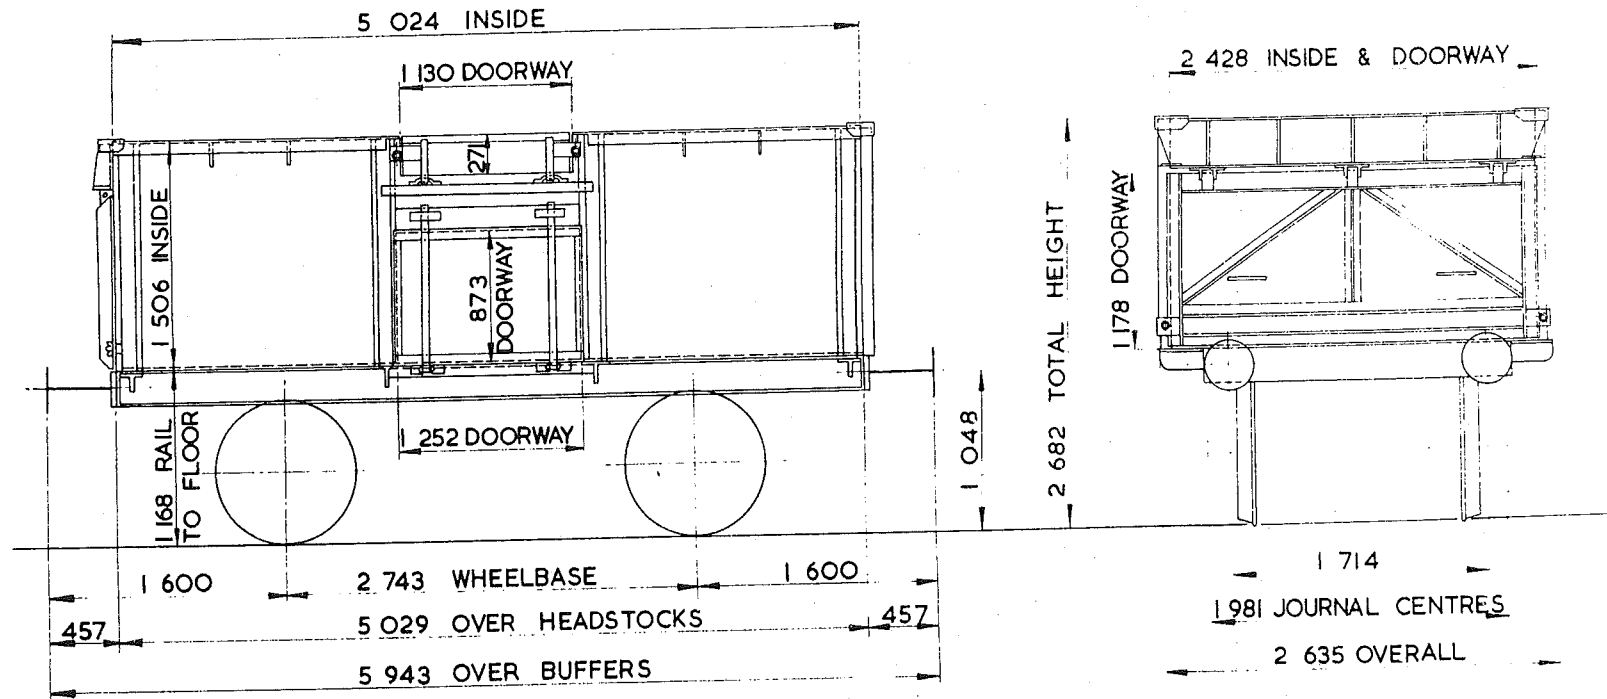 5 024 INSIDE
1 130 DOORWAY
271
1 506 INSIDE
873
DOORWAY
1 252 DOORWAY
1 168 RAIL
TO FLOOR
1 048
2 682 TOTAL HEIGHT
1 600
2 743 WHEELBASE
1 600
457
5 029 OVER HEADSTOCKS
457
5 943 OVER BUFFERS
2 428 INSIDE & DOORWAY
1 178 DOORWAY
1 714
1 981 JOURNAL CENTRES
2 635 OVERALL